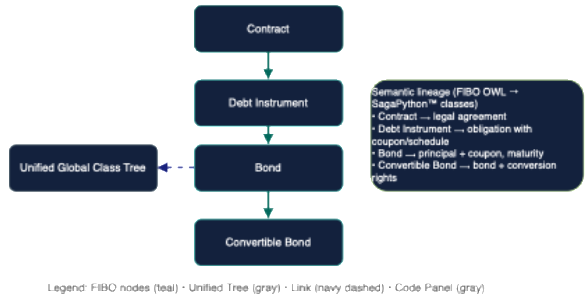 Contract
Debt Instrument
Unified Global Class Tree
Bond
Convertible Bond
Semantic lineage (FIBO OWL →
SagaPython™ classes)
• Contract → legal agreement
• Debt Instrument → obligation with
coupon/schedule
• Bond → principal + coupon, maturity
• Convertible Bond → bond + conversion
rights
Legend: FIBO nodes (teal) • Unified Tree (gray) • Link (navy dashed) • Code Panel (gray)